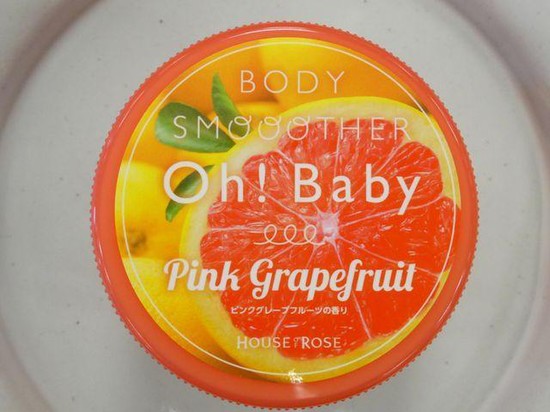 BODY
SMOOOTHER
Oh! Baby
Pink Grapefruit
ピンクグレープフルーツの香り
HOUSE OF ROSE